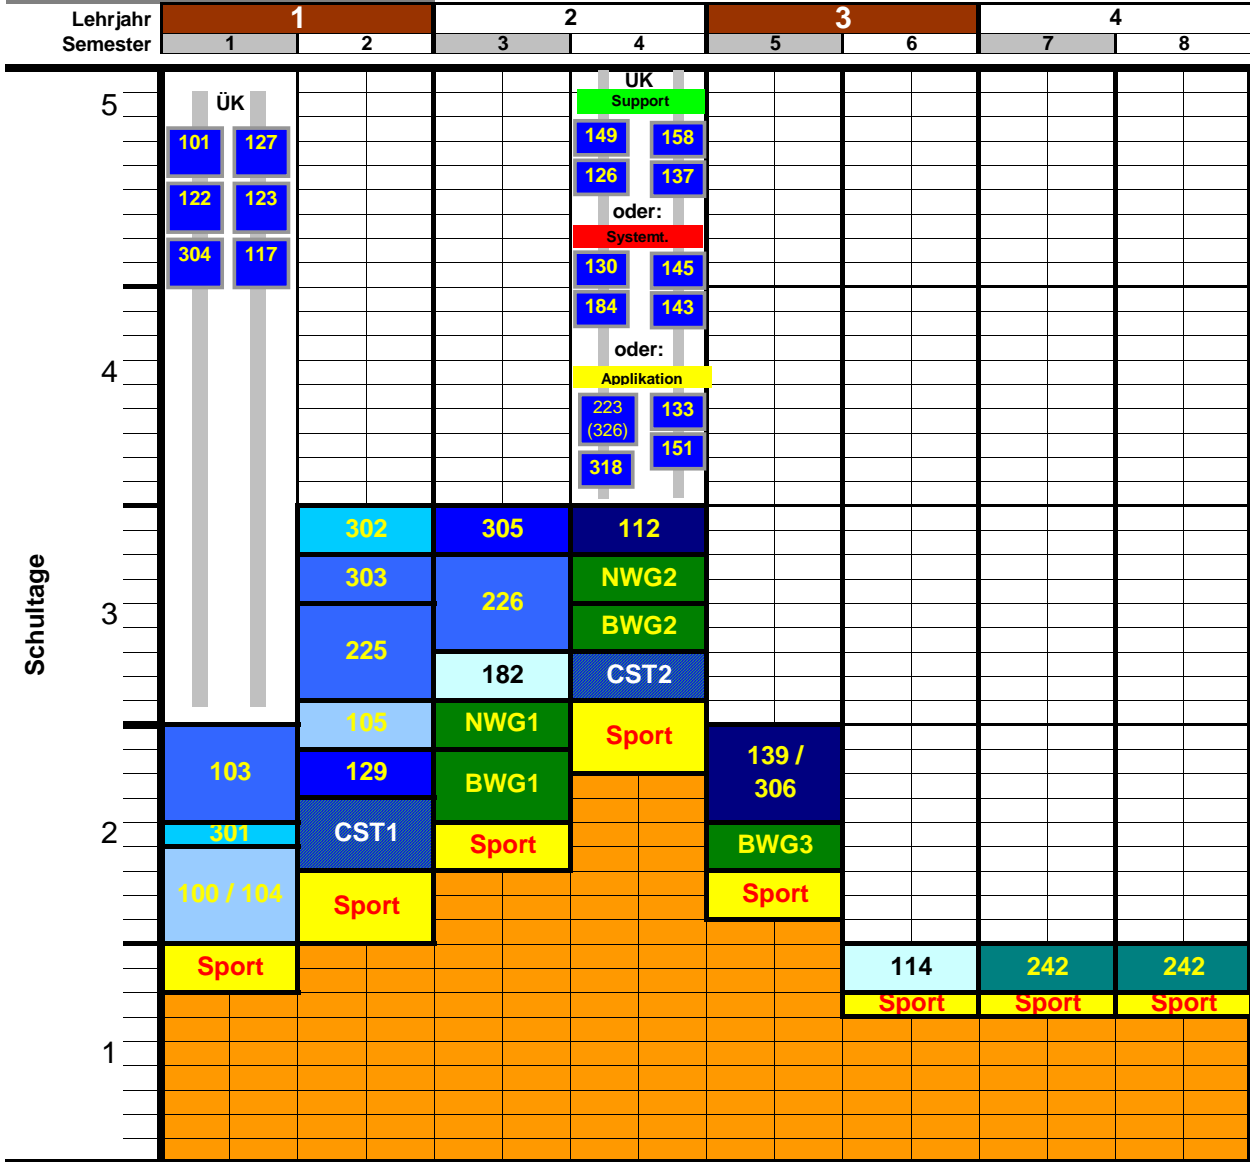 Lehrjahr 1 2 3 4
Semester 1 2 3 4 5 6 7 8
Schultage
5
4
3
2
1
ÜK
101 127
122 123
304 117
103
301
100 / 104
Sport
302
303
225
105
129
CST1
Sport
305
226
182
NWG1
BWG1
Sport
UK
Support
149 158
126 137
oder:
Systemt.
130 145
184 143
oder:
Applikation
223 133
(326)
151
318
112
NWG2
BWG2
CST2
Sport
139 /
306
BWG3
Sport
114
Sport
242
Sport
242
Sport